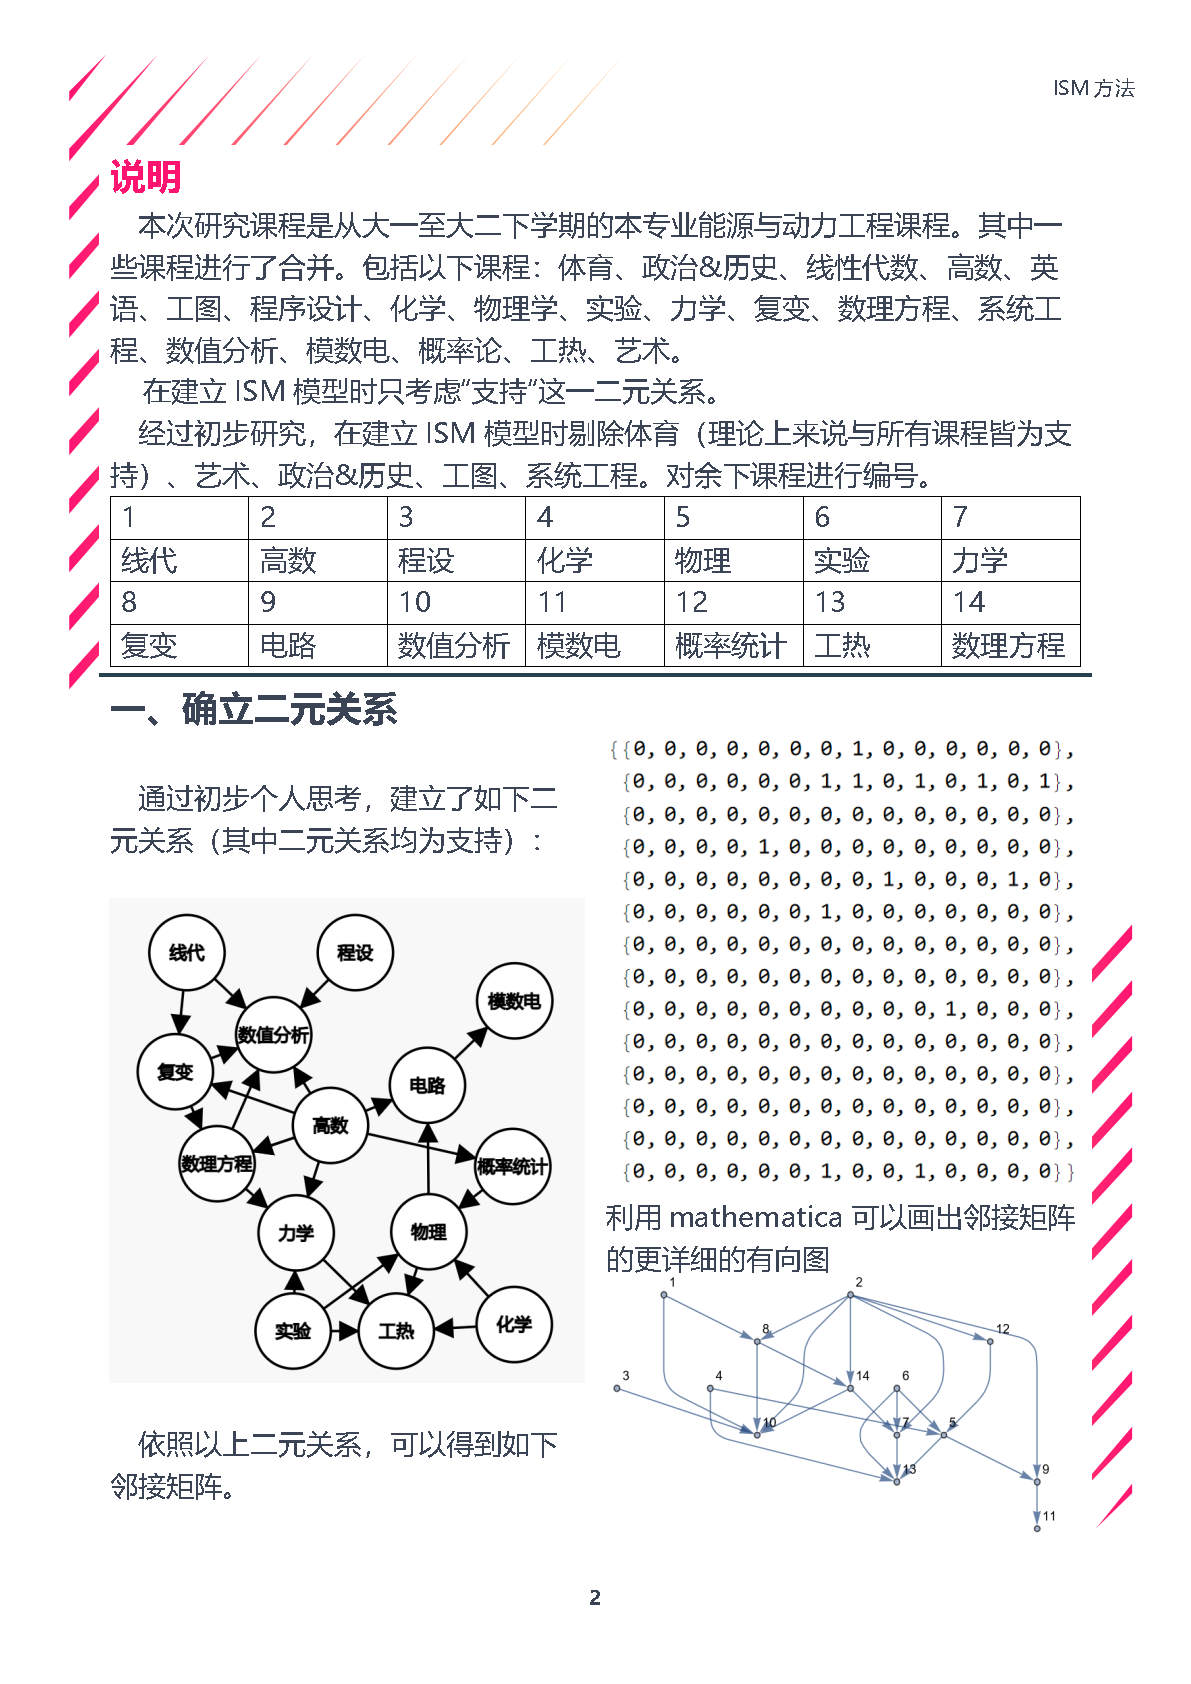 ISM 方法
说明
本次研究课程是从大一至大二下学期的本专业能源与动力工程课程。其中一
些课程进行了合并。包括以下课程：体育、政治&历史、线性代数、高数、英
语、工图、程序设计、化学、物理学、实验、力学、复变、数理方程、系统工
程、数值分析、模数电、概率论、工热、艺术。
在建立 ISM 模型时只考虑“支持”这一二元关系。
经过初步研究，在建立 ISM 模型时剔除体育（理论上来说与所有课程皆为支
持）、艺术、政治&历史、工图、系统工程。对余下课程进行编号。
1 2 3 4 5 6 7
线代 高数 程设 化学 物理 实验 力学
8 9 10 11 12 13 14
复变 电路 数值分析 模数电 概率统计 工热 数理方程
一、确立二元关系
通过初步个人思考，建立了如下二
元关系（其中二元关系均为支持）：
线代
程设
模数电
数值分析
复变
电路
高数
数理方程
概率统计
力学
物理
实验
工热
化学
依照以上二元关系，可以得到如下
邻接矩阵。
{{0, 0, 0, 0, 0, 0, 0, 1, 0, 0, 0, 0, 0, 0},
{0, 0, 0, 0, 0, 0, 1, 1, 0, 1, 0, 1, 0, 1},
{0, 0, 0, 0, 0, 0, 0, 0, 0, 0, 0, 0, 0, 0},
{0, 0, 0, 0, 1, 0, 0, 0, 0, 0, 0, 0, 0, 0},
{0, 0, 0, 0, 0, 0, 0, 0, 1, 0, 0, 0, 1, 0},
{0, 0, 0, 0, 0, 0, 1, 0, 0, 0, 0, 0, 0, 0},
{0, 0, 0, 0, 0, 0, 0, 0, 0, 0, 0, 0, 0, 0},
{0, 0, 0, 0, 0, 0, 0, 0, 0, 0, 0, 0, 0, 0},
{0, 0, 0, 0, 0, 0, 0, 0, 0, 0, 1, 0, 0, 0},
{0, 0, 0, 0, 0, 0, 0, 0, 0, 0, 0, 0, 0, 0},
{0, 0, 0, 0, 0, 0, 0, 0, 0, 0, 0, 0, 0, 0},
{0, 0, 0, 0, 0, 0, 0, 0, 0, 0, 0, 0, 0, 0},
{0, 0, 0, 0, 0, 0, 0, 0, 0, 0, 0, 0, 0, 0},
{0, 0, 0, 0, 0, 0, 1, 0, 0, 1, 0, 0, 0, 0}}
利用 mathematica 可以画出邻接矩阵
的更详细的有向图
1
2
8
12
3
4
14
6
10
7
5
13
9
11
2